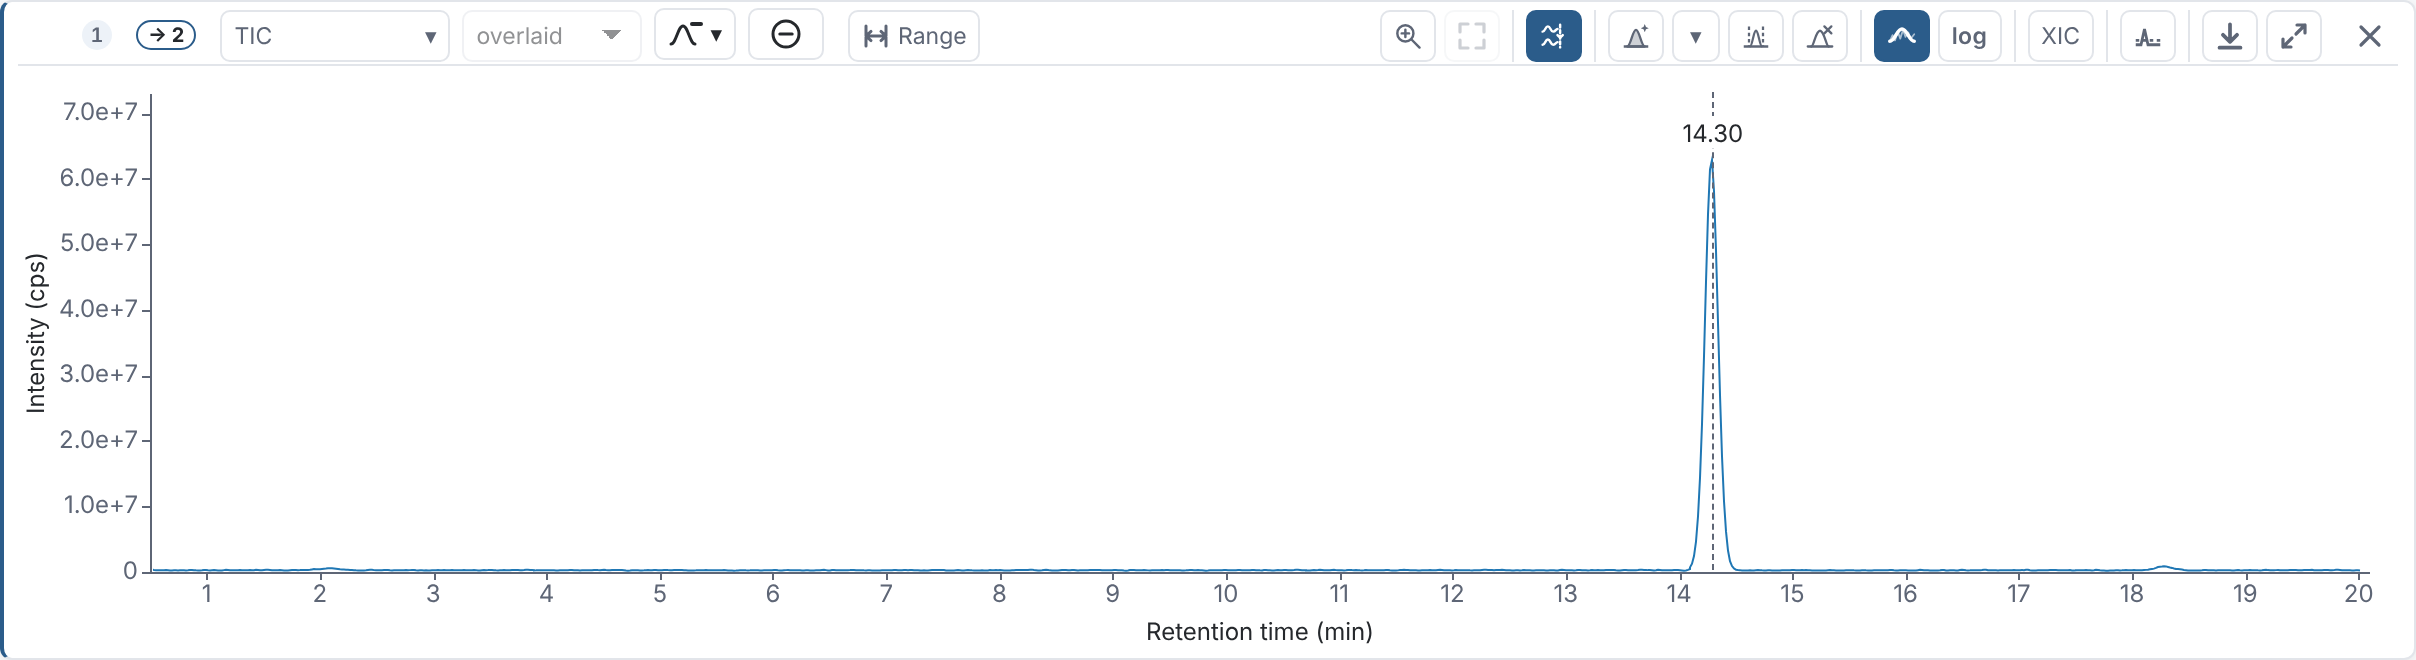 1 → 2 TIC overlaid Range log XIC
14.30
Intensity (cps)
7.0e+7
6.0e+7
5.0e+7
4.0e+7
3.0e+7
2.0e+7
1.0e+7
0
1 2 3 4 5 6 7 8 9 10 11 12 13 14 15 16 17 18 19 20
Retention time (min)